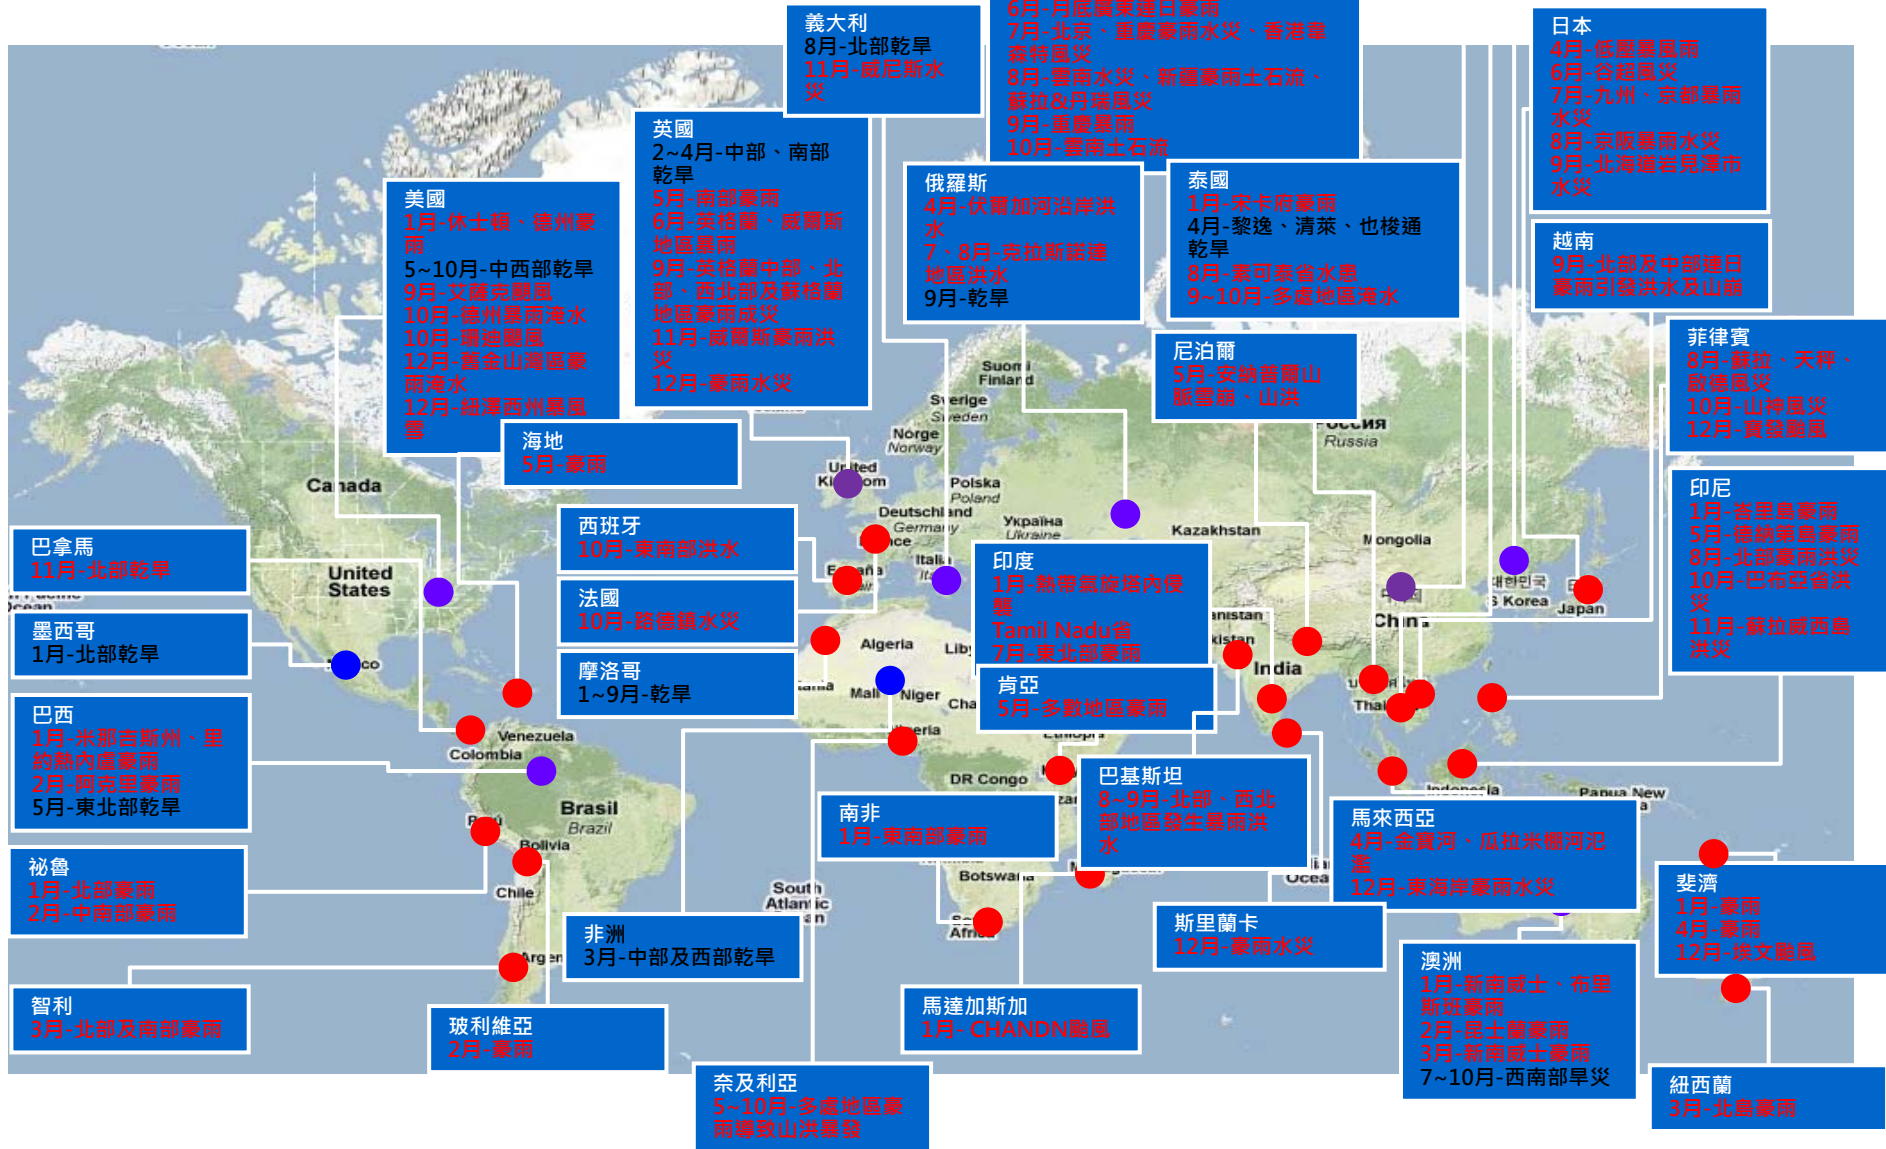 義大利
8月-北部乾旱
11月-威尼斯水
災
6月-月底廣東連日豪雨
7月-北京、重慶豪雨水災、香港韋
森特風災
8月-雲南水災、新疆豪雨土石流、
蘇拉&丹瑞風災
9月-重慶暴雨
10月-雲南土石流
日本
4月-低壓暴風雨
6月-谷超風災
7月-九州、京都暴雨
水災
8月-京阪暴雨水災
9月-北海道岩見澤市
水災
英國
2~4月-中部、南部
乾旱
5月-南部豪雨
6月-英格蘭、威爾斯
地區暴雨
9月-英格蘭中部、北
部、西北部及蘇格蘭
地區豪雨成災
11月-威爾斯豪雨洪
災
12月-豪雨水災
美國
1月-休士頓、德州豪
雨
5~10月-中西部乾旱
9月-艾薩克颶風
10月-德州暴雨淹水
10月-珊迪颶風
12月-舊金山灣區豪
雨淹水
12月-紐澤西州暴風
雪
俄羅斯
4月-伏爾加河沿岸洪
水
7、8月-克拉斯諾達
地區洪水
9月-乾旱
泰國
1月-宋卡府豪雨
4月-黎逸、清萊、也梭通
乾旱
8月-素可泰省水患
9~10月-多處地區淹水
越南
9月-北部及中部連日
豪雨引發洪水及山崩
尼泊爾
5月-安納普爾山
脈雪崩、山洪
菲律賓
8月-蘇拉、天秤、
啟德風災
10月-山神風災
12月-寶發颱風
海地
5月-豪雨
印尼
1月-峇里島豪雨
5月-德納第島豪雨
8月-北部豪雨洪災
10月-巴布亞省洪
災
11月-蘇拉威西島
洪災
巴拿馬
11月-北部乾旱
西班牙
10月-東南部洪水
法國
10月-路德鎮水災
印度
1月-熱帶氣旋塔內侵
襲
Tamil Nadu省
7月-東北部豪雨
墨西哥
1月-北部乾旱
摩洛哥
1~9月-乾旱
肯亞
5月-多數地區豪雨
巴西
1月-米那吉斯州、里
約熱內盧豪雨
2月-阿克里豪雨
5月-東北部乾旱
巴基斯坦
8~9月-北部、西北
部地區發生暴雨洪
水
南非
1月-東南部豪雨
馬來西亞
4月-金寶河、瓜拉米棚河氾
濫
12月-東海岸豪雨水災
祕魯
1月-北部豪雨
2月-中南部豪雨
斐濟
1月-豪雨
4月-豪雨
12月-埃文颱風
非洲
3月-中部及西部乾旱
斯里蘭卡
12月-豪雨水災
澳洲
1月-新南威士、布里
斯班豪雨
2月-昆士蘭豪雨
3月-新南威士豪雨
7~10月-西南部旱災
智利
3月-北部及南部豪雨
玻利維亞
2月-豪雨
馬達加斯加
1月- CHANDN颱風
奈及利亞
5~10月-多處地區豪
雨導致山洪暴發
紐西蘭
3月-北島豪雨
Canada
United
States
Suomi
Finland
Sverige
Sweden
Norge
Norway
United
Polska
Poland
Deutschland
Germany
Україна
Ukraine
Italia
Россия
Russia
Kazakhstan
Mongolia
대한민국
S Korea
Japan
China
India
Algeria
Mali
Niger
Venezuela
Colombia
DR Congo
Brasil
Brazil
Bolivia
Chile
Botswana
South
Atlantic
Indonesia
Papua New